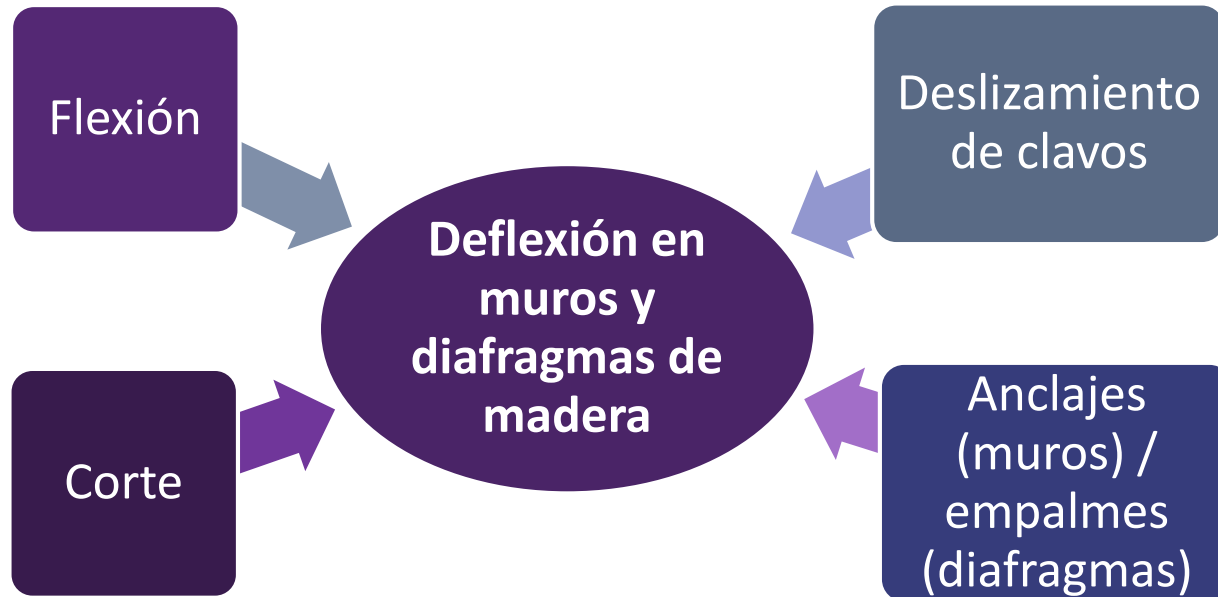 Flexión
Deslizamiento
de clavos
Deflexión en
muros y
diafragmas de
madera
Corte
Anclajes
(muros) /
empalmes
(diafragmas)